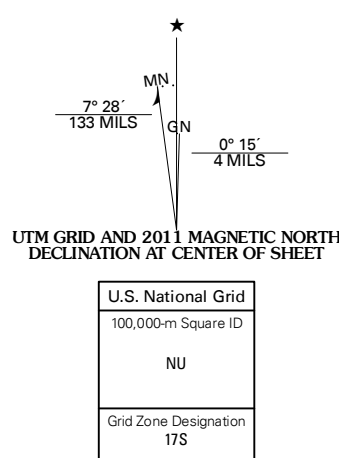 ★
MN
7° 28´
133 MILS
GN
0° 15´
4 MILS
UTM GRID AND 2011 MAGNETIC NORTH
DECLINATION AT CENTER OF SHEET
U.S. National Grid
100,000-m Square ID
NU
Grid Zone Designation
17S